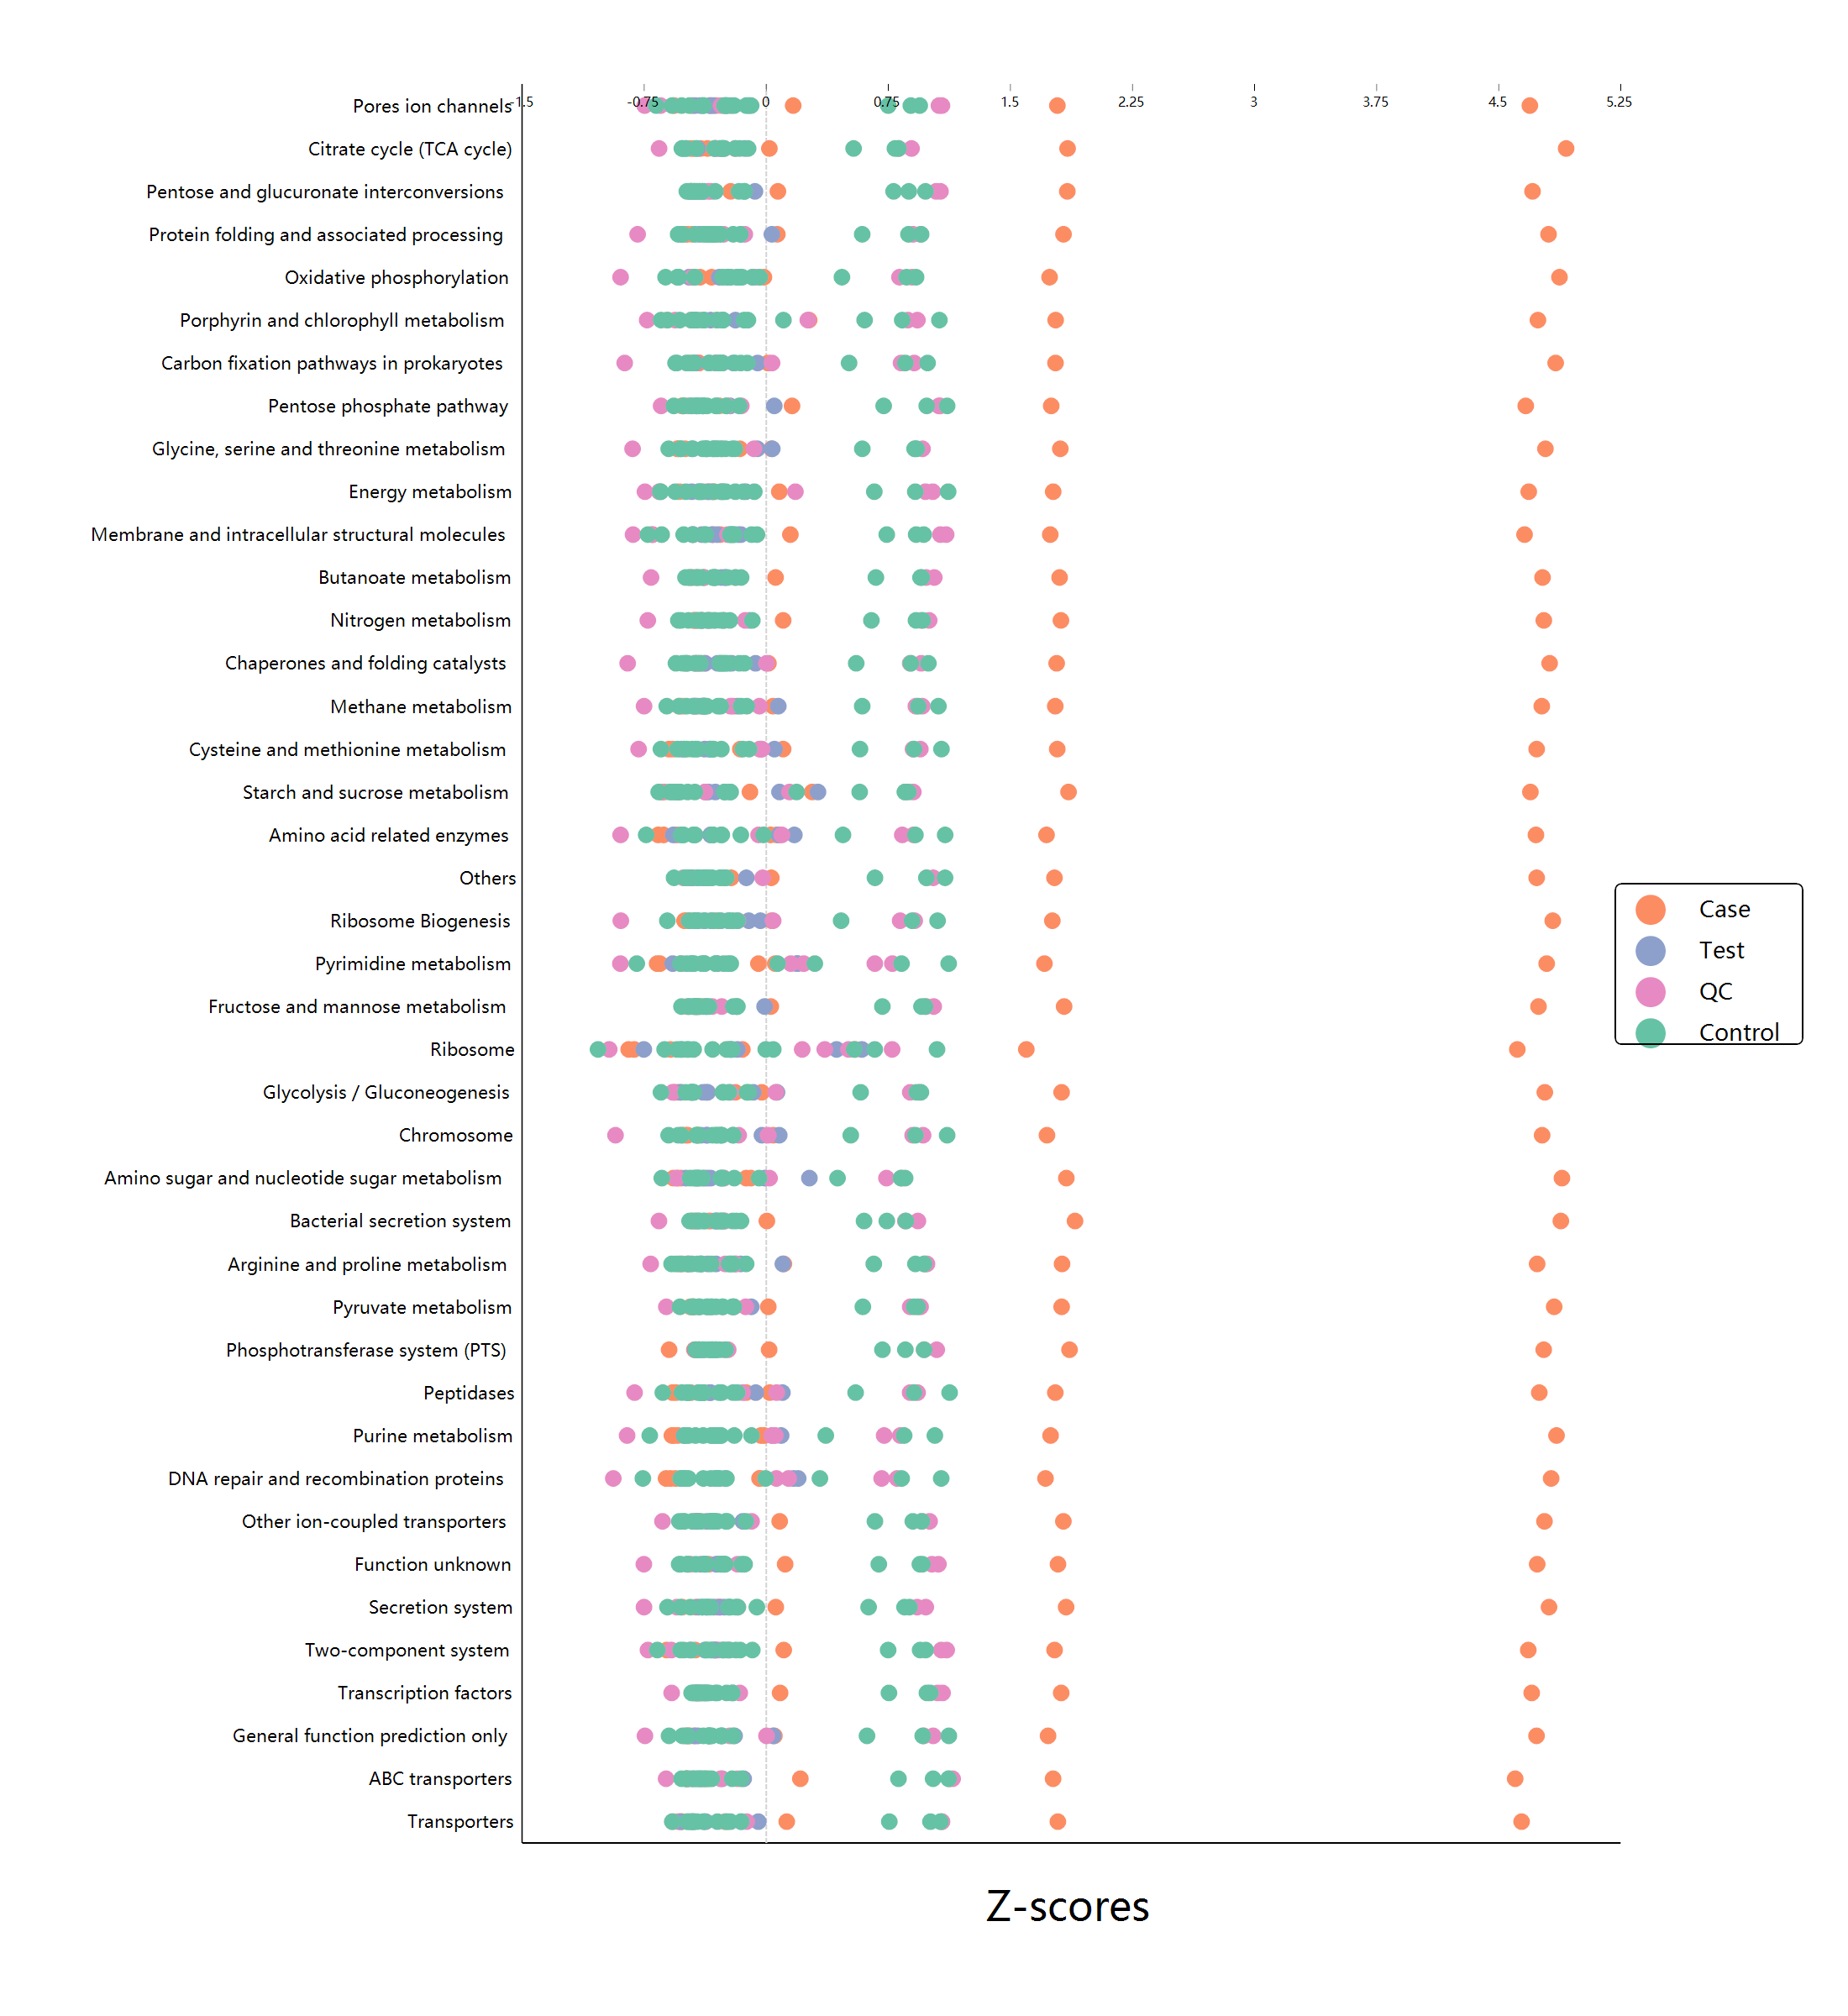 Pores ion channels -1.5 -0.75 0 0.75 1.5 2.25 3 3.75 4.5 5.25
Citrate cycle (TCA cycle)
Pentose and glucuronate interconversions
Protein folding and associated processing
Oxidative phosphorylation
Porphyrin and chlorophyll metabolism
Carbon fixation pathways in prokaryotes
Pentose phosphate pathway
Glycine, serine and threonine metabolism
Energy metabolism
Membrane and intracellular structural molecules
Butanoate metabolism
Nitrogen metabolism
Chaperones and folding catalysts
Methane metabolism
Cysteine and methionine metabolism
Starch and sucrose metabolism
Amino acid related enzymes
Others
Ribosome Biogenesis
Pyrimidine metabolism
Fructose and mannose metabolism
Ribosome
Glycolysis / Gluconeogenesis
Chromosome
Amino sugar and nucleotide sugar metabolism
Bacterial secretion system
Arginine and proline metabolism
Pyruvate metabolism
Phosphotransferase system (PTS)
Peptidases
Purine metabolism
DNA repair and recombination proteins
Other ion-coupled transporters
Function unknown
Secretion system
Two-component system
Transcription factors
General function prediction only
ABC transporters
Transporters
Case
Test
QC
Control
Z-scores